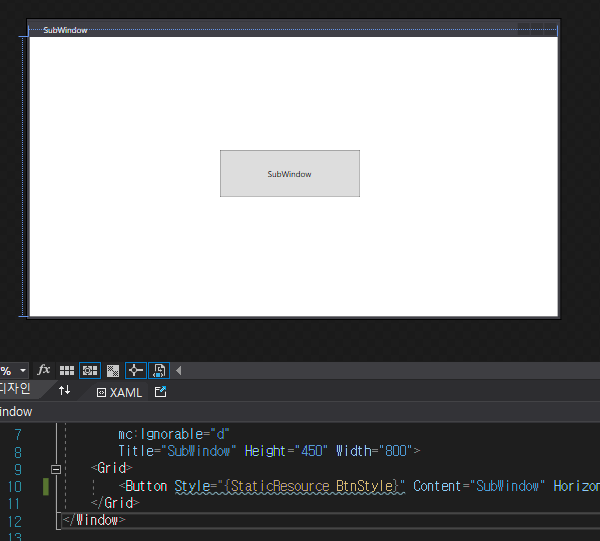 SubWindow
SubWindow
%
fx
디자인
XAML
indow
7 mc:Ignorable="d"
8 Title="SubWindow" Height="450" Width="800">
9 <Grid>
10 <Button Style="{StaticResource BtnStyle}" Content="SubWindow" Horizon
11 </Grid>
12 </Window>
13